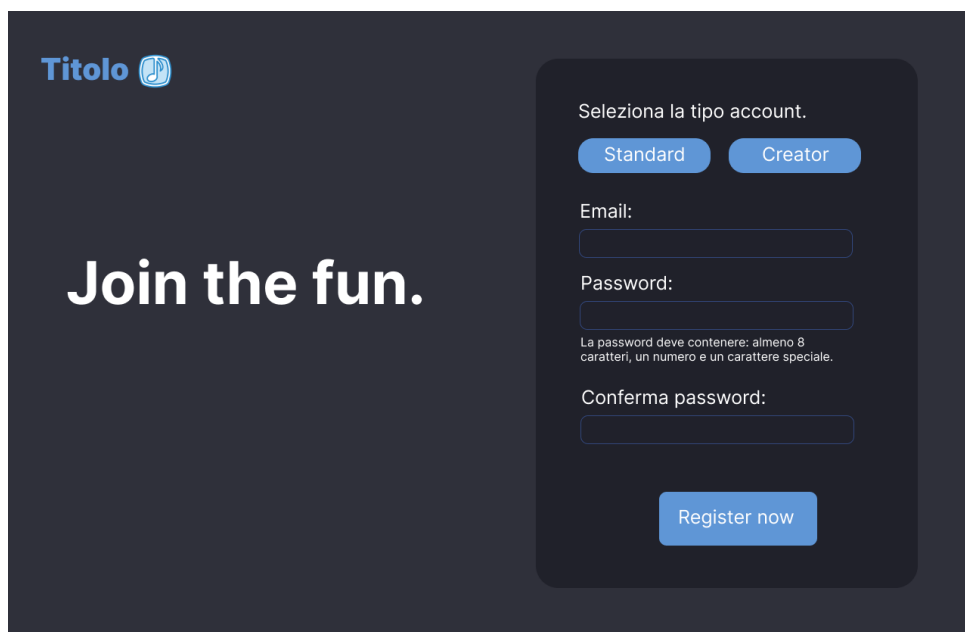 Titolo
Join the fun.
Seleziona la tipo account.
Standard
Creator
Email:
Password:
La password deve contenere: almeno 8
caratteri, un numero e un carattere speciale.
Conferma password:
Register now